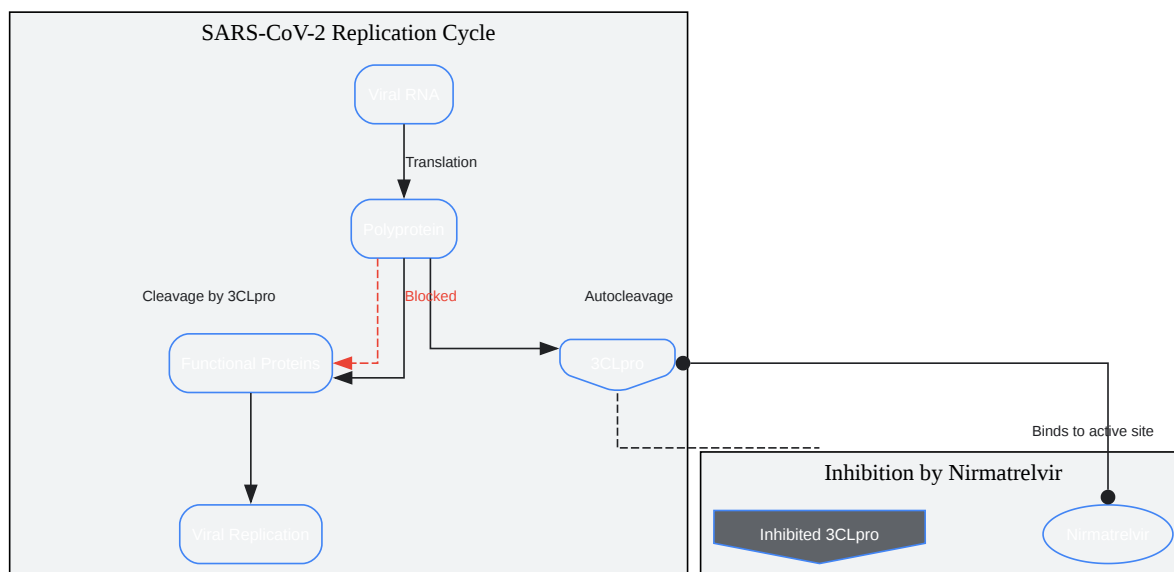 SARS-CoV-2 Replication Cycle
Viral RNA
Translation
Polyprotein
Cleavage by 3CLpro
Blocked
Autocleavage
Functional Proteins
3CLpro
Binds to active site
Inhibition by Nirmatrelvir
Viral Replication
Inhibited 3CLpro
Nirmatrelvir